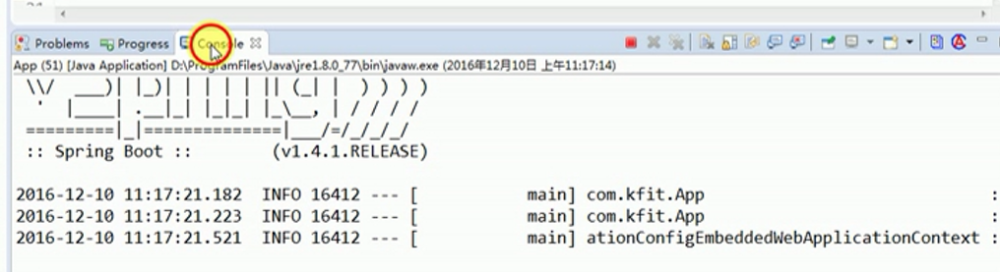 Problems Progress Console
App (51) [Java Application] D:\ProgramFiles\Java\jre1.8.0_77\bin\javaw.exe (2016年12月10日 上午11:17:14)
 \\/  ___)| |_)| | | | | || (_| |  ) ) ) )
  '  |____| .__|_| |_|_| |_\__, | / / / /
 =========|_|==============|___/=/_/_/_/
 :: Spring Boot ::        (v1.4.1.RELEASE)
2016-12-10 11:17:21.182  INFO 16412 --- [           main] com.kfit.App                             :
2016-12-10 11:17:21.223  INFO 16412 --- [           main] com.kfit.App                             :
2016-12-10 11:17:21.521  INFO 16412 --- [           main] ationConfigEmbeddedWebApplicationContext :